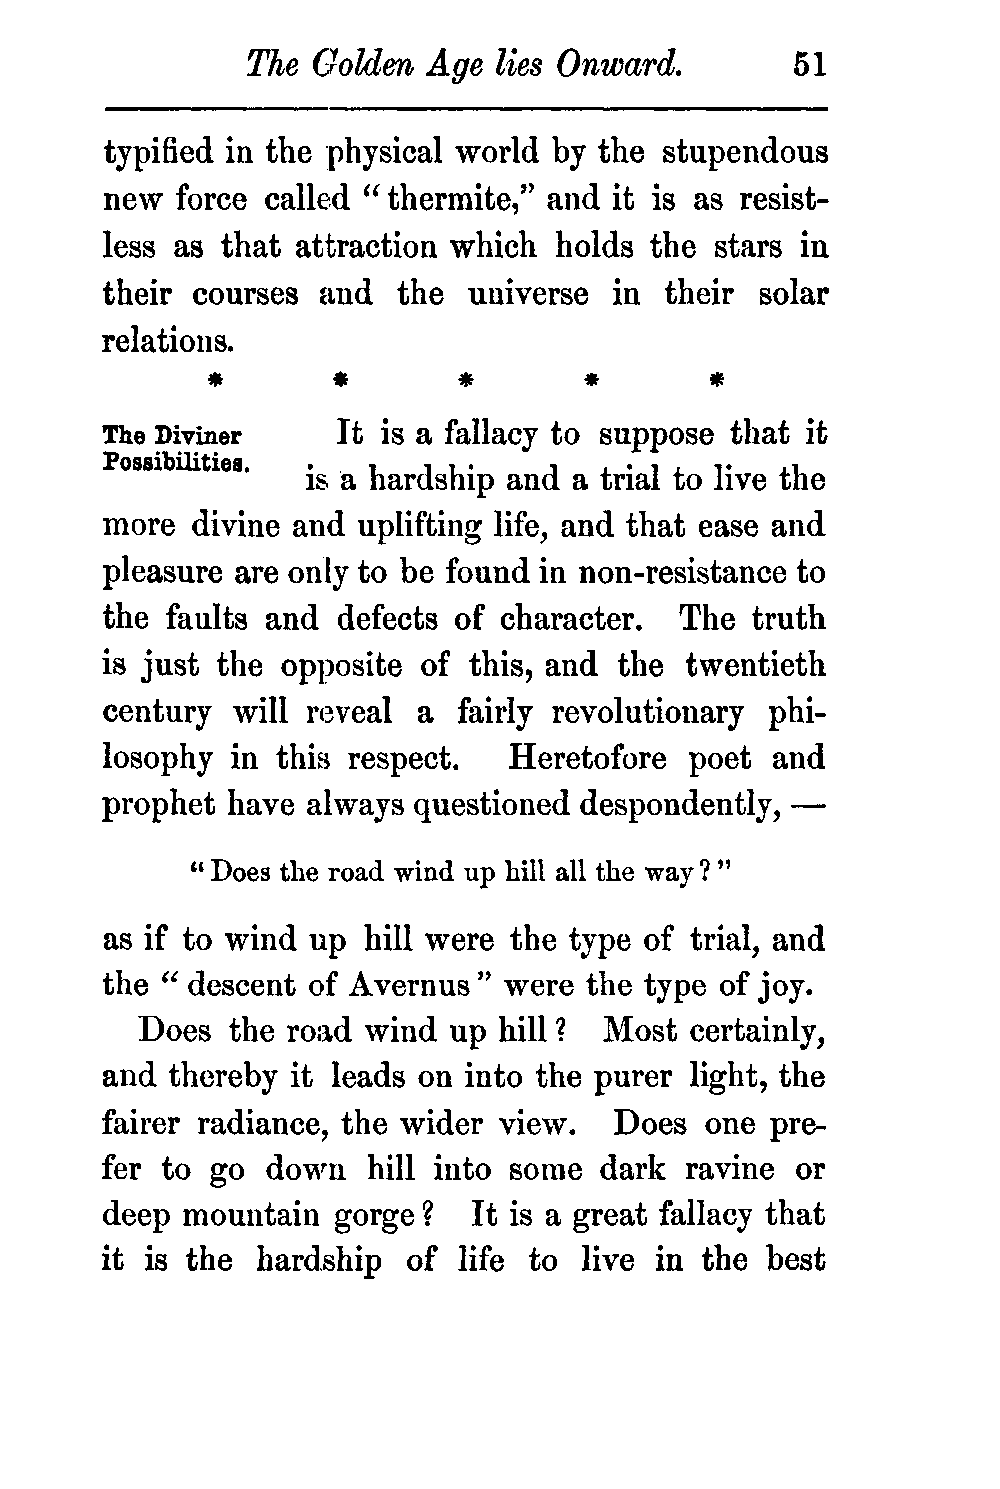 The Golden Age lies Onward. 51
typified in the physical world by the stupendous
new force called “ thermite,” and it is as resist-
less as that attraction which holds the stars in
their courses and the universe in their solar
relations.
* * * * *
The Diviner
Possibilities.
It is a fallacy to suppose that it
is a hardship and a trial to live the
more divine and uplifting life, and that ease and
pleasure are only to be found in non-resistance to
the faults and defects of character. The truth
is just the opposite of this, and the twentieth
century will reveal a fairly revolutionary phi-
losophy in this respect. Heretofore poet and
prophet have always questioned despondently, —
“ Does the road wind up hill all the way ? ”
as if to wind up hill were the type of trial, and
the “ descent of Avernus ” were the type of joy.
Does the road wind up hill ? Most certainly,
and thereby it leads on into the purer light, the
fairer radiance, the wider view. Does one pre-
fer to go down hill into some dark ravine or
deep mountain gorge ? It is a great fallacy that
it is the hardship of life to live in the best